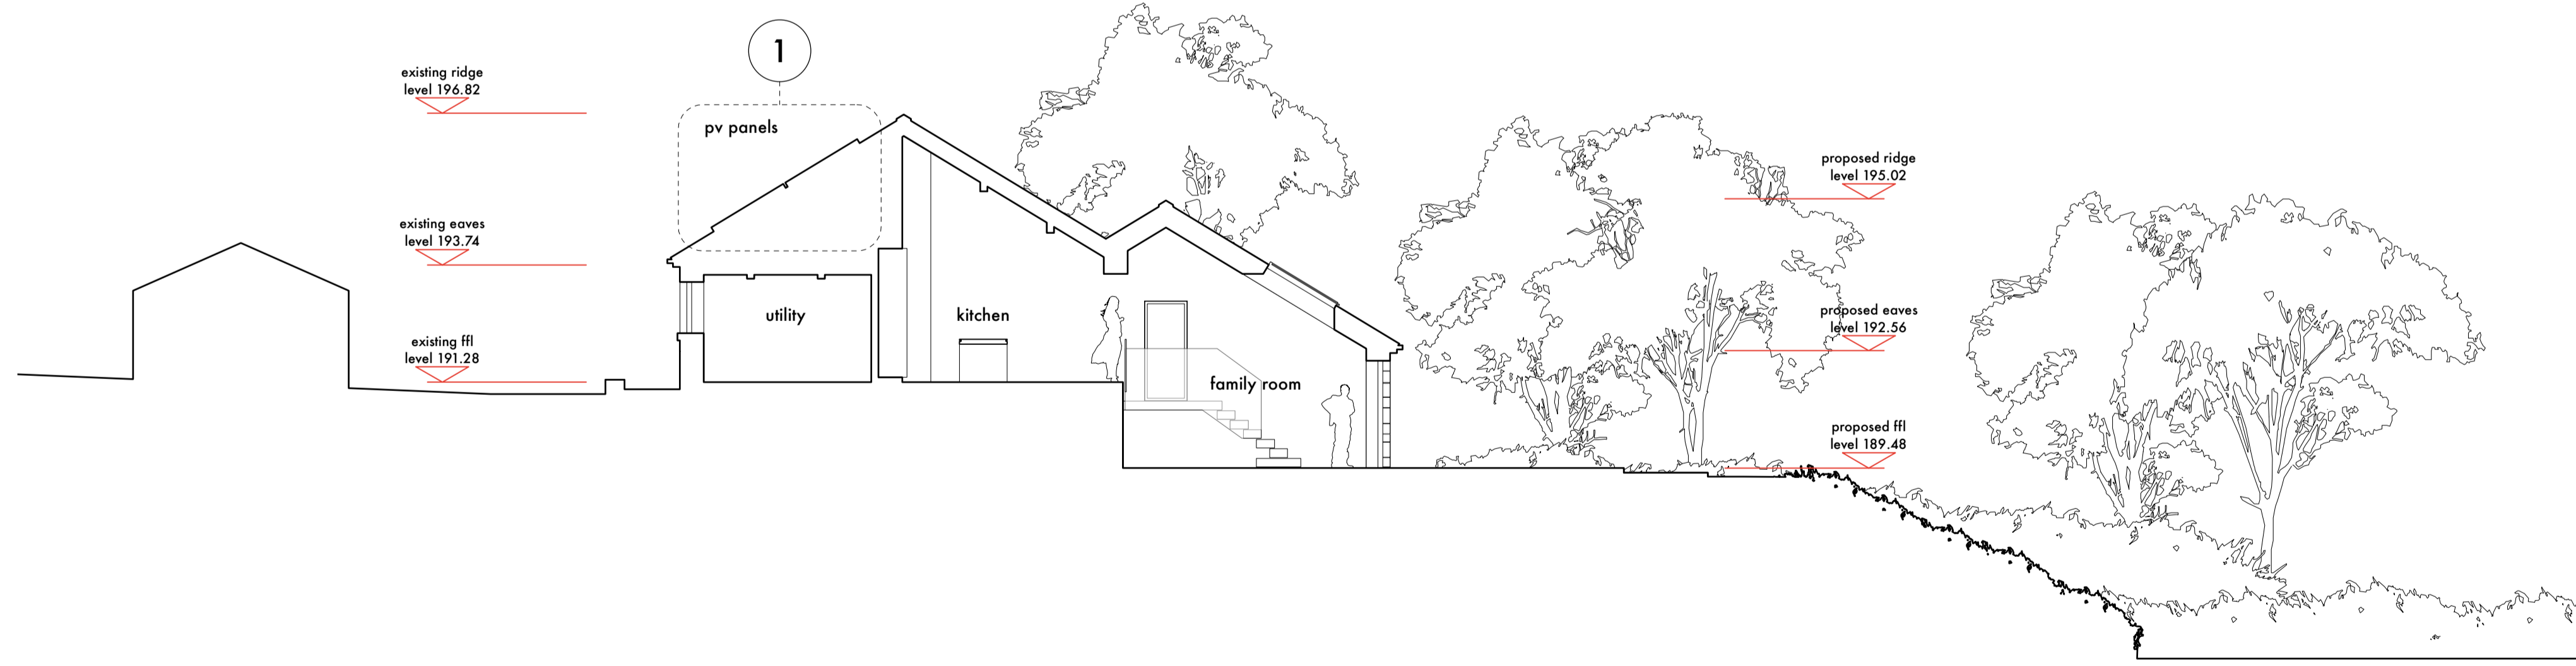 1
existing ridge
level 196.82
pv panels
proposed ridge
level 195.02
existing eaves
level 193.74
utility
kitchen
proposed eaves
level 192.56
existing ffl
level 191.28
family room
proposed ffl
level 189.48